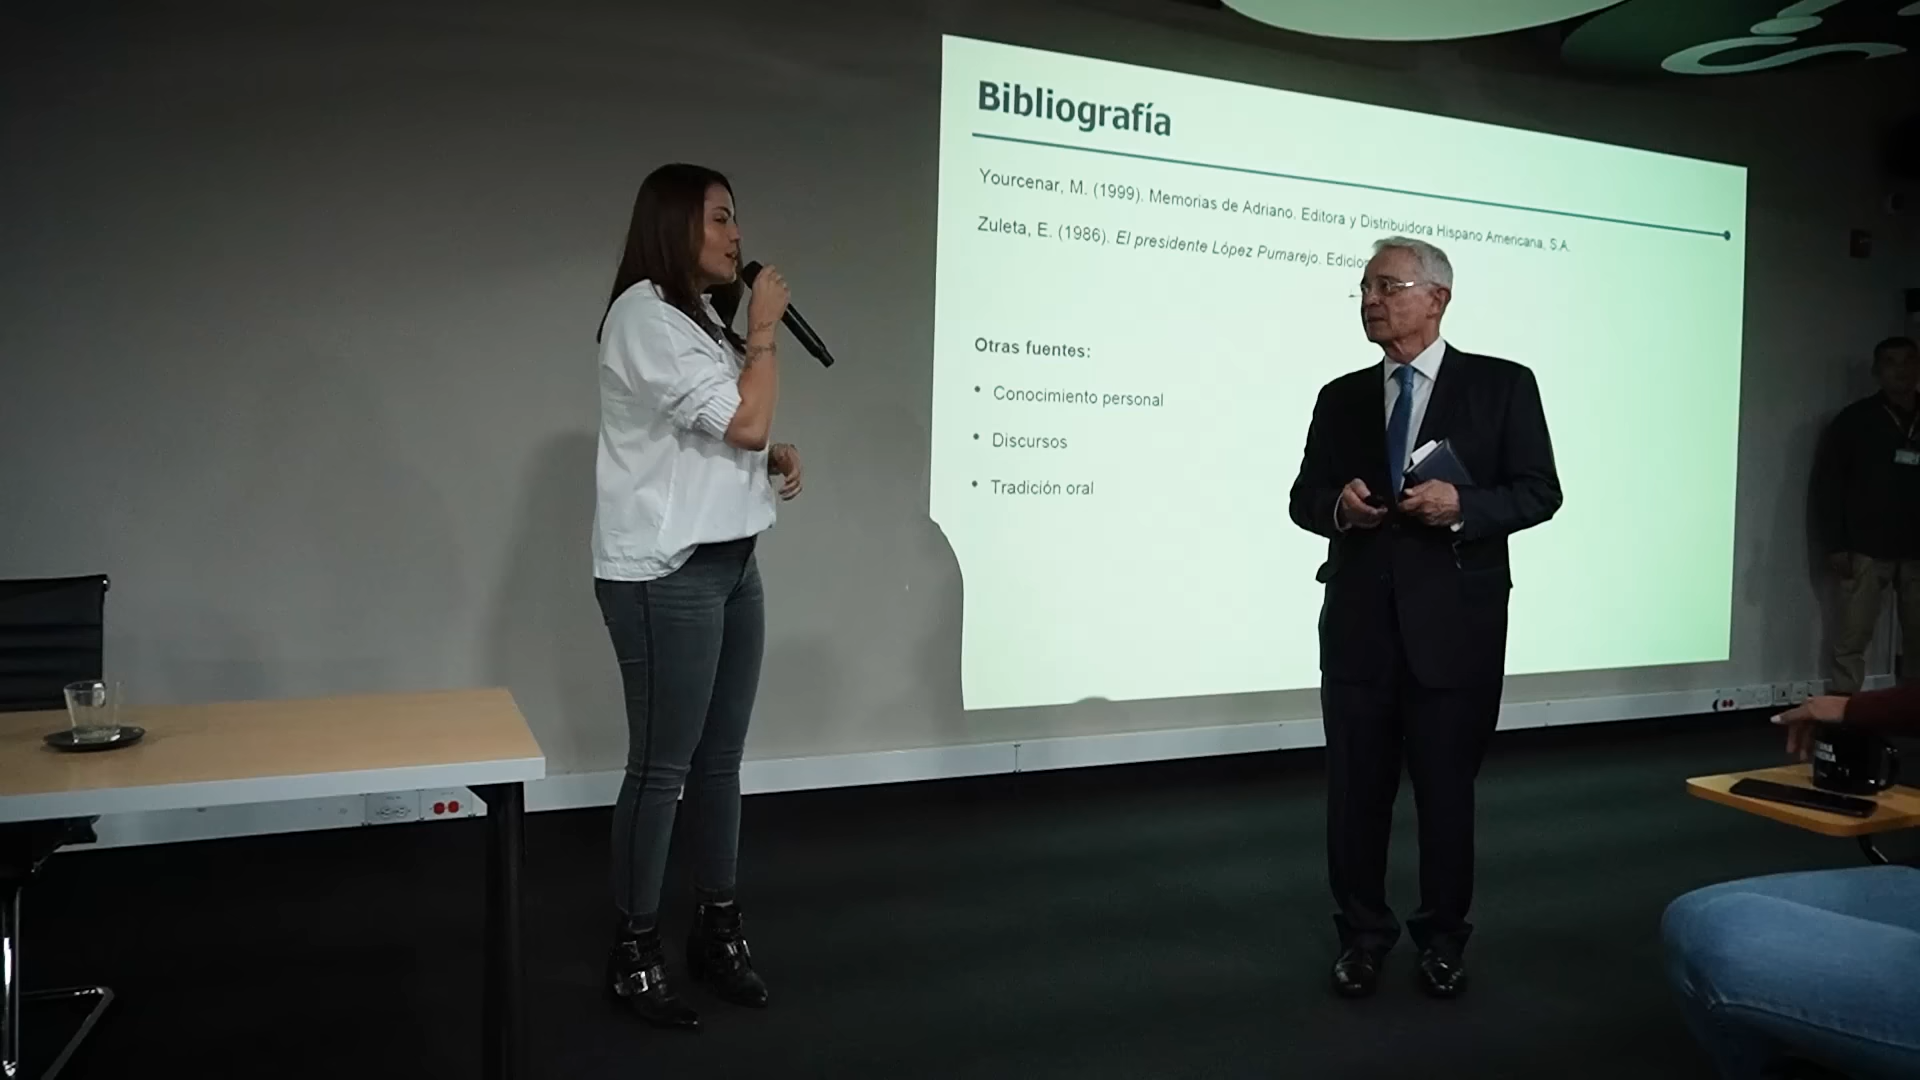 Bibliografía
Yourcenar, M. (1999). Memorias de Adriano. Editora y Distribuidora Hispano Americana, S.A.
Zuleta, E. (1986). El presidente López Pumarejo. Edicion
Otras fuentes:
• Conocimiento personal
• Discursos
• Tradición oral